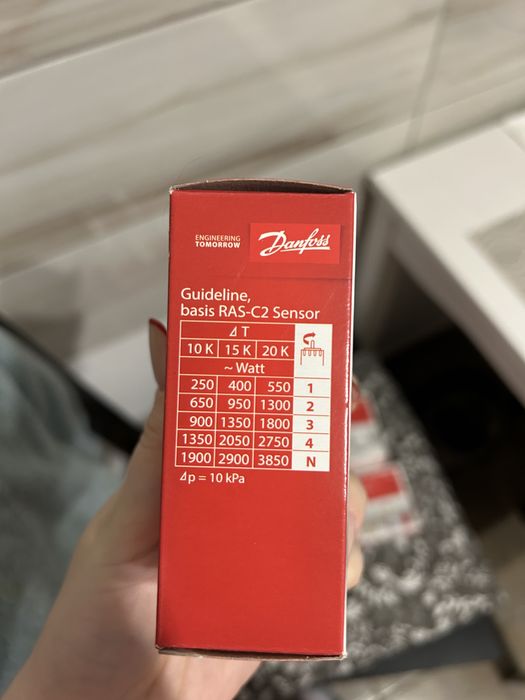 ENGINEERING
TOMORROW
Danfoss
Guideline,
basis RAS-C2 Sensor
Δ T
10 K 15 K 20 K
~ Watt
250 400 550 1
650 950 1300 2
900 1350 1800 3
1350 2050 2750 4
1900 2900 3850 N
Δp = 10 kPa